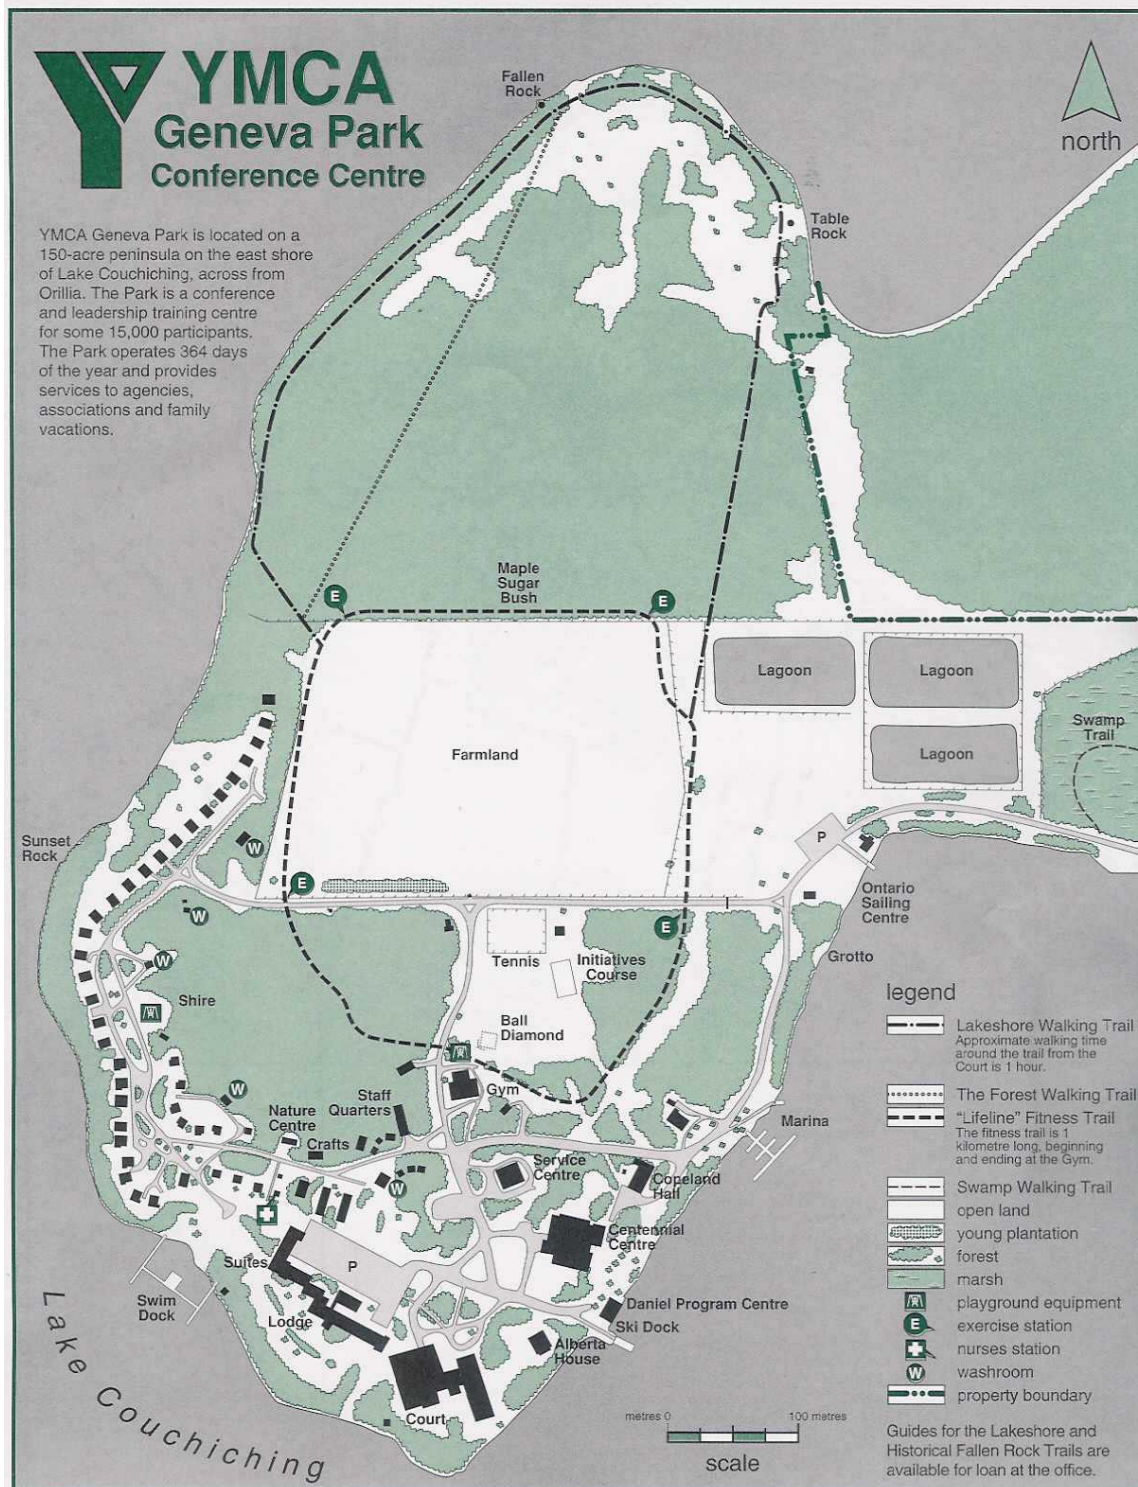 YMCA
Geneva Park
Conference Centre
YMCA Geneva Park is located on a
150-acre peninsula on the east shore
of Lake Couchiching, across from
Orillia. The Park is a conference
and leadership training centre
for some 15,000 participants.
The Park operates 364 days
of the year and provides
services to agencies,
associations and family
vacations.
north
Fallen
Rock
Table
Rock
Maple
Sugar
Bush
E
E
Lagoon
Lagoon
Lagoon
Swamp
Trail
Farmland
Sunset
Rock
W
P
E
Ontario
Sailing
Centre
W
E
Tennis
Initiatives
Course
Grotto
W
Shire
Ball
Diamond
Gym
Staff
Quarters
W
Nature
Centre
Crafts
Marina
Service
Centre
Copeland
Hall
W
Centennial
Centre
Suites
P
Swim
Dock
Lodge
Daniel Program Centre
Ski Dock
Alberta
House
Court
Lake Couchiching
legend
Lakeshore Walking Trail
Approximate walking time
around the trail from the
Court is 1 hour.
The Forest Walking Trail
"Lifeline" Fitness Trail
The fitness trail is 1
kilometre long, beginning
and ending at the Gym.
Swamp Walking Trail
open land
young plantation
forest
marsh
playground equipment
E exercise station
nurses station
W washroom
property boundary
metres 0 100 metres
scale
Guides for the Lakeshore and
Historical Fallen Rock Trails are
available for loan at the office.